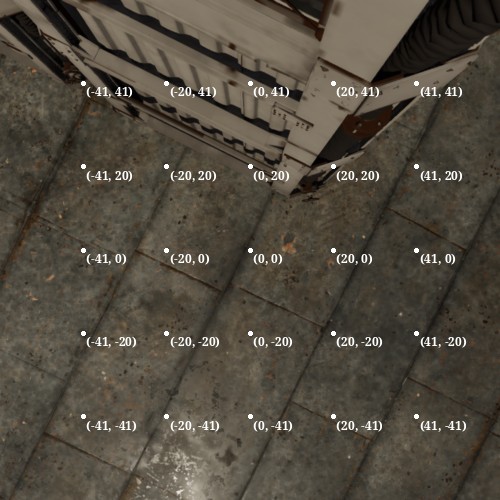 (-41, 41) (-20, 41) (0, 41) (20, 41) (41, 41)
(-41, 20) (-20, 20) (0, 20) (20, 20) (41, 20)
(-41, 0) (-20, 0) (0, 0) (20, 0) (41, 0)
(-41, -20) (-20, -20) (0, -20) (20, -20) (41, -20)
(-41, -41) (-20, -41) (0, -41) (20, -41) (41, -41)